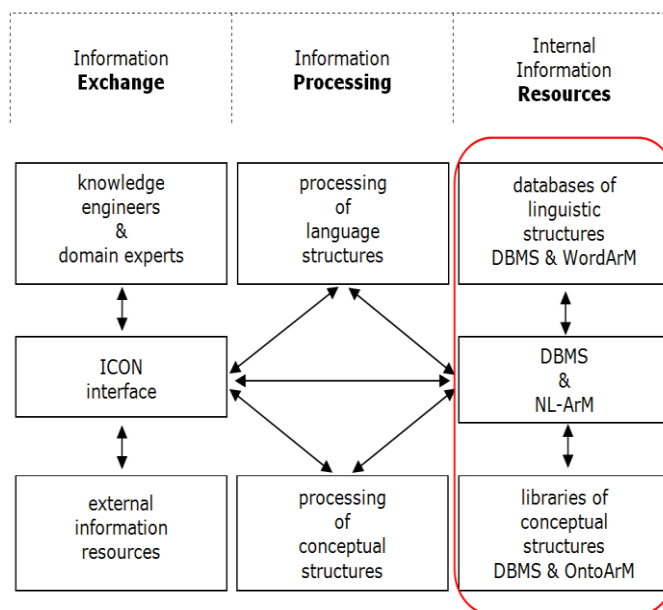 Information
Exchange
Information
Processing
Internal
Information
Resources
knowledge
engineers
&
domain experts
processing
of
language
structures
databases of
linguistic
structures
DBMS & WordArM
ICON
interface
DBMS
&
NL-ArM
external
information
resources
processing
of
conceptual
structures
libraries of
conceptual
structures
DBMS & OntoArM